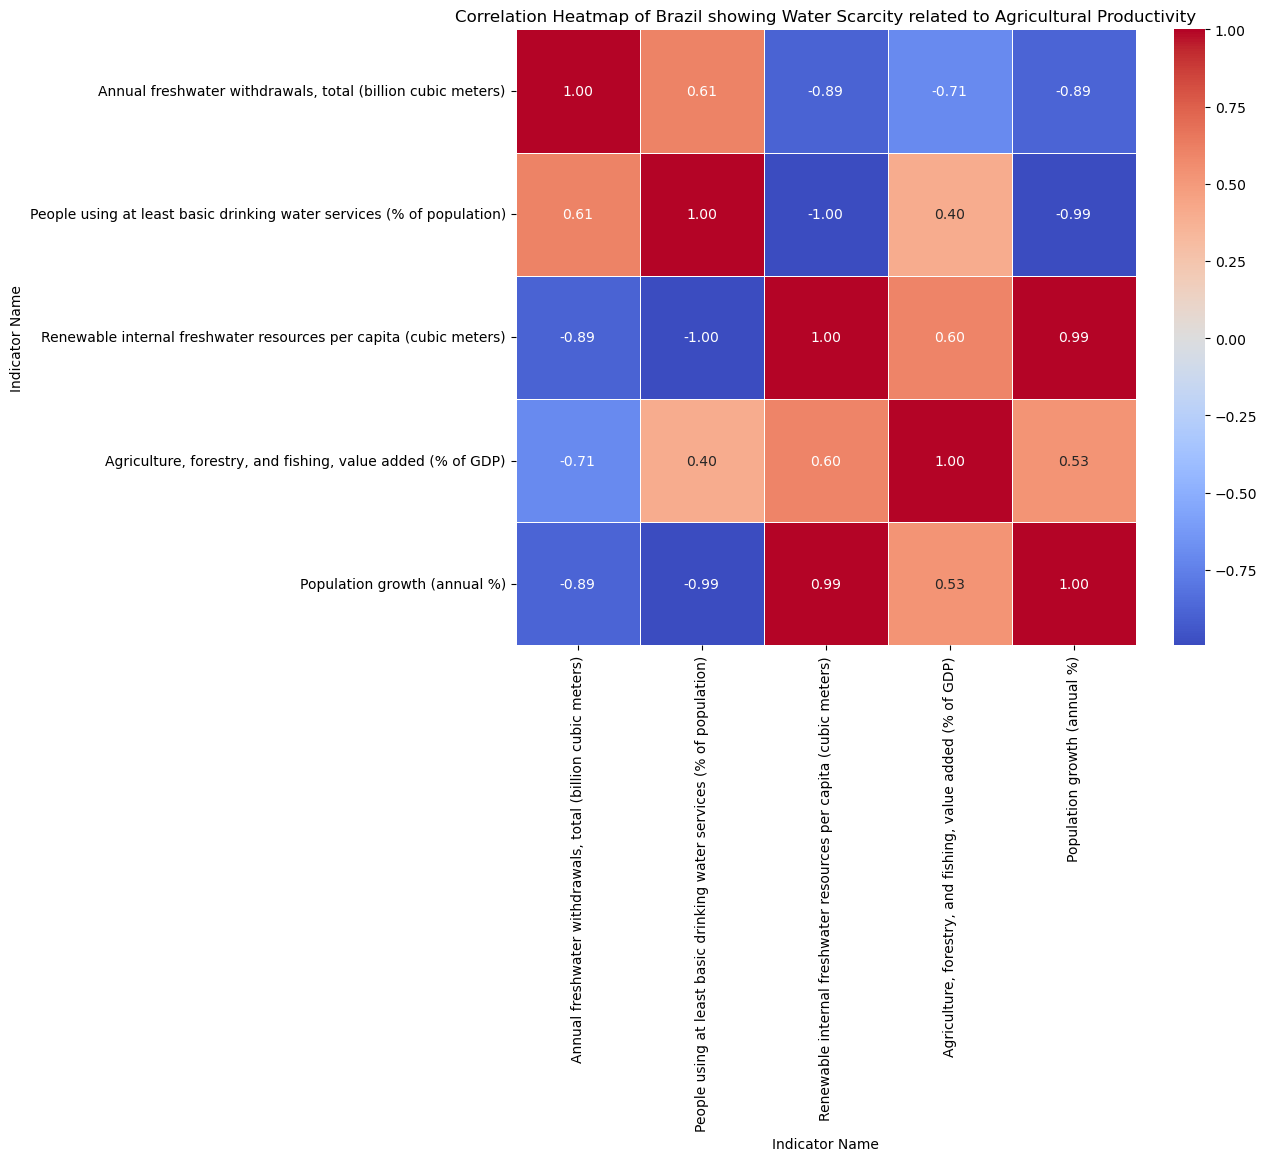 Correlation Heatmap of Brazil showing Water Scarcity related to Agricultural Productivity
Indicator Name
Annual freshwater withdrawals, total (billion cubic meters)
1.00 0.61 -0.89 -0.71 -0.89
People using at least basic drinking water services (% of population)
0.61 1.00 -1.00 0.40 -0.99
Renewable internal freshwater resources per capita (cubic meters)
-0.89 -1.00 1.00 0.60 0.99
Agriculture, forestry, and fishing, value added (% of GDP)
-0.71 0.40 0.60 1.00 0.53
Population growth (annual %)
-0.89 -0.99 0.99 0.53 1.00
Annual freshwater withdrawals, total (billion cubic meters)
People using at least basic drinking water services (% of population)
Renewable internal freshwater resources per capita (cubic meters)
Agriculture, forestry, and fishing, value added (% of GDP)
Population growth (annual %)
Indicator Name
1.00
0.75
0.50
0.25
0.00
−0.25
−0.50
−0.75